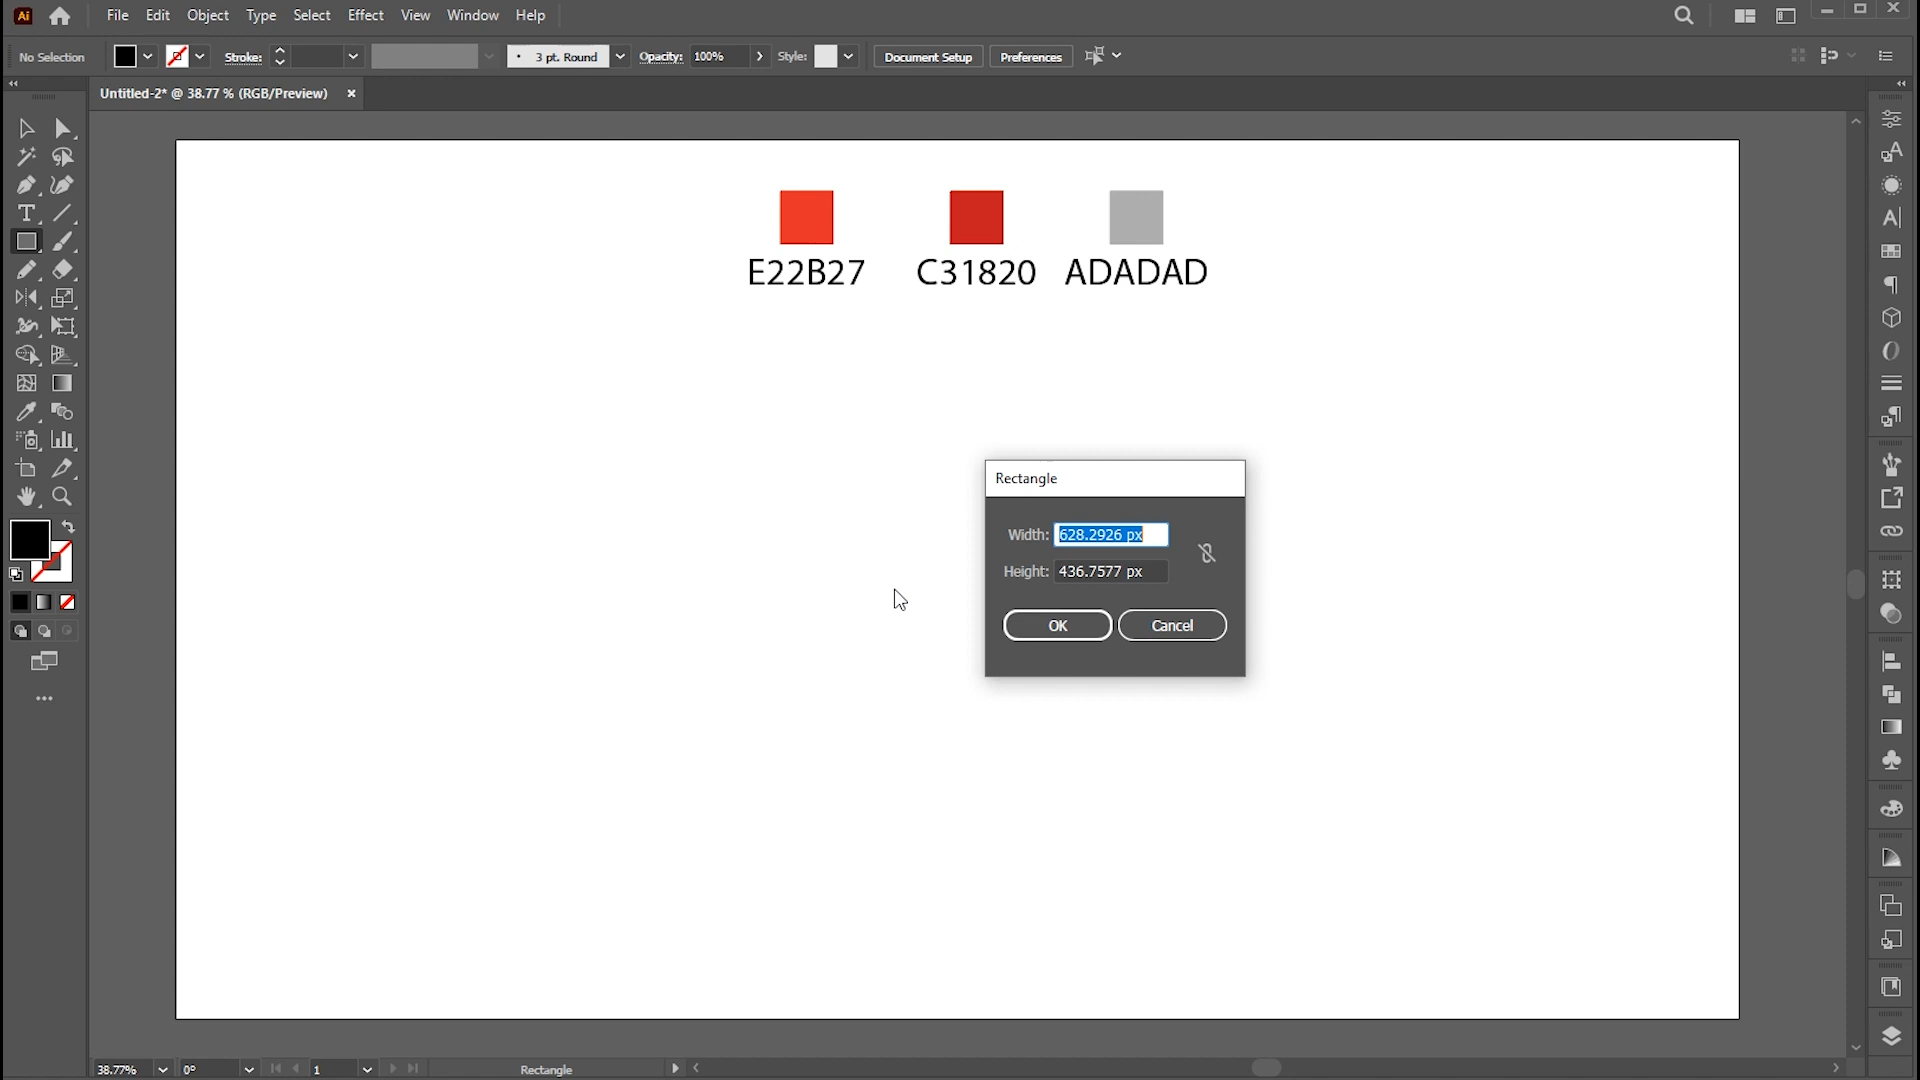 Ai File Edit Object Type Select Effect View Window Help
No Selection Stroke: 3 pt. Round Opacity: 100% Style: Document Setup Preferences
Untitled-2* @ 38.77 % (RGB/Preview) ×
E22B27 C31820 ADADAD
Rectangle
Width: 628.2926 px
Height: 436.7577 px
OK Cancel
38.77% 0° 1 Rectangle